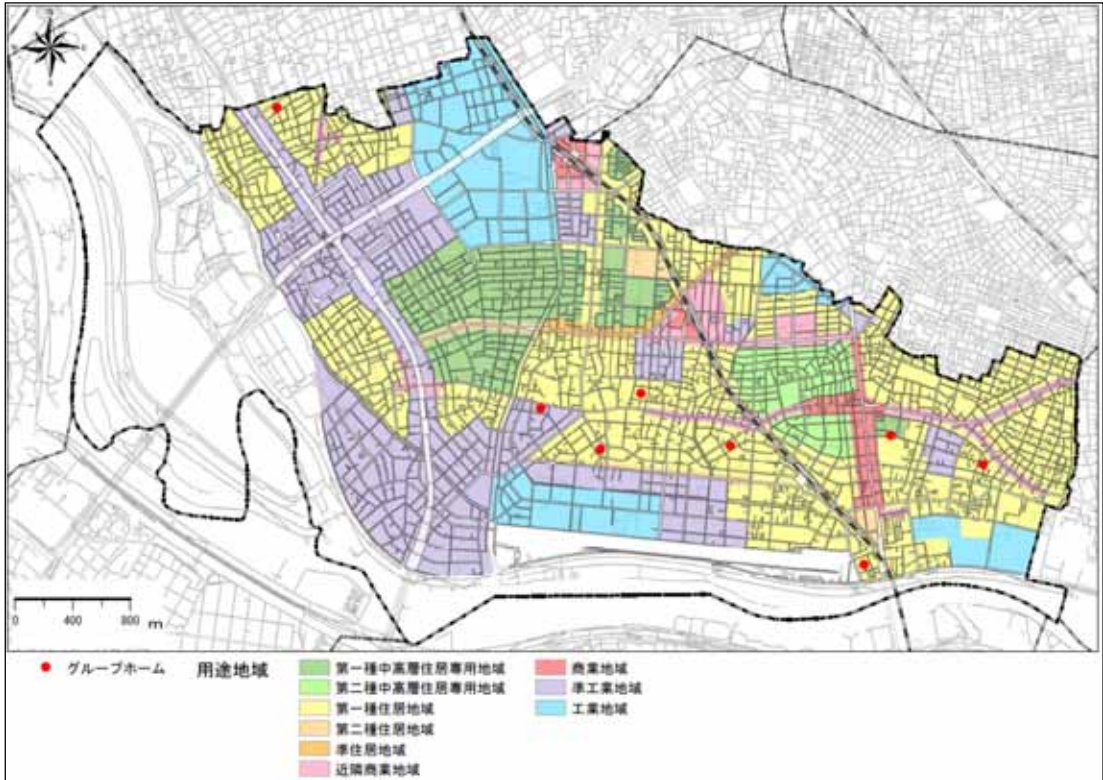 0 400 800 m
グループホーム
用途地域
第一種中高層住居専用地域
第二種中高層住居専用地域
第一種住居地域
第二種住居地域
準住居地域
近隣商業地域
商業地域
準工業地域
工業地域